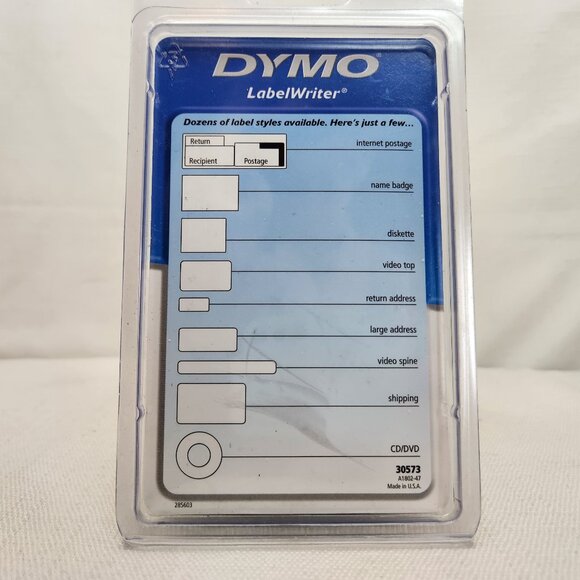 DYMO
LabelWriter®
Dozens of label styles available. Here's just a few...
Return
Recipient
Postage
internet postage
name badge
diskette
video top
return address
large address
video spine
shipping
CD/DVD
30573
A1802-47
Made in U.S.A.
285603